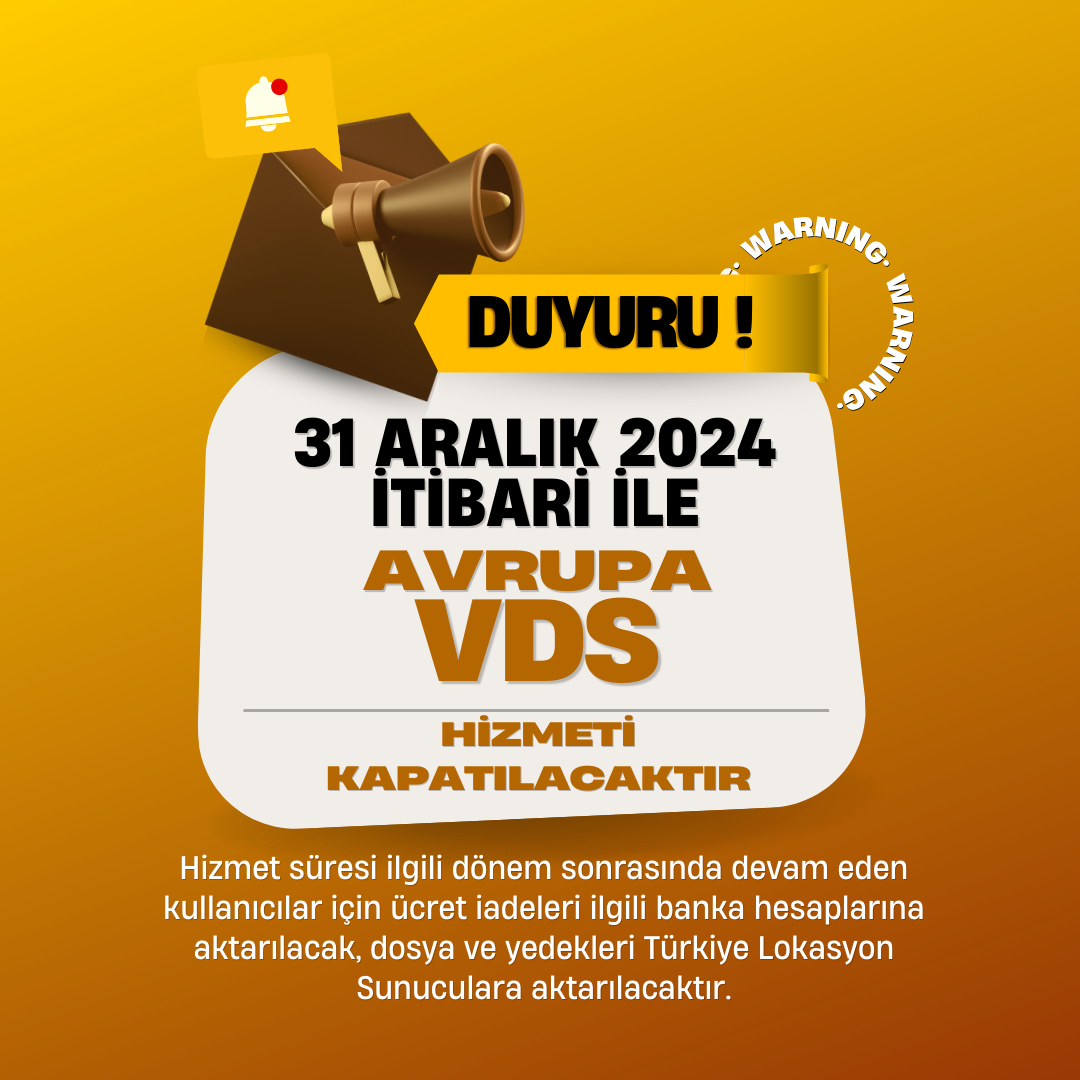 WARNING. WARNING.
DUYURU !
31 ARALIK 2024
İTİBARİ İLE
AVRUPA
VDS
HİZMETİ
KAPATILACAKTIR
Hizmet süresi ilgili dönem sonrasında devam eden
kullanıcılar için ücret iadeleri ilgili banka hesaplarına
aktarılacak, dosya ve yedekleri Türkiye Lokasyon
Sunuculara aktarılacaktır.